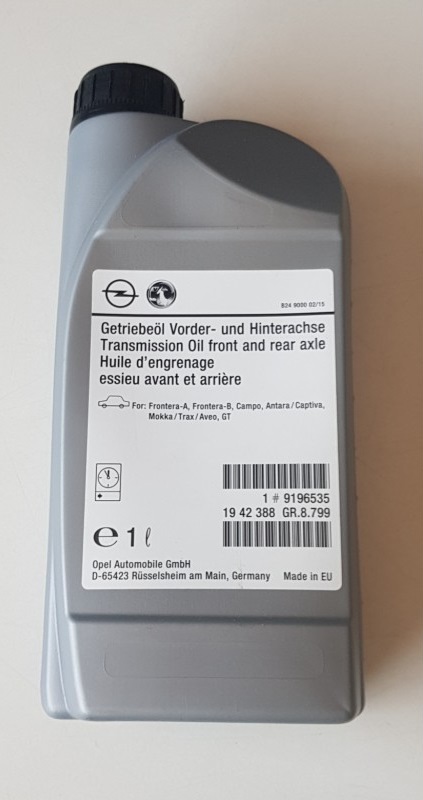 B24 9000 02/15
Getriebeöl Vorder- und Hinterachse
Transmission Oil front and rear axle
Huile d'engrenage
essieu avant et arrière
For: Frontera-A, Frontera-B, Campo, Antara/Captiva,
Mokka/Trax/Aveo, GT
1 # 9196535
19 42 388 GR.8.799
e 1 ℓ
Opel Automobile GmbH
D-65423 Rüsselsheim am Main, Germany Made in EU